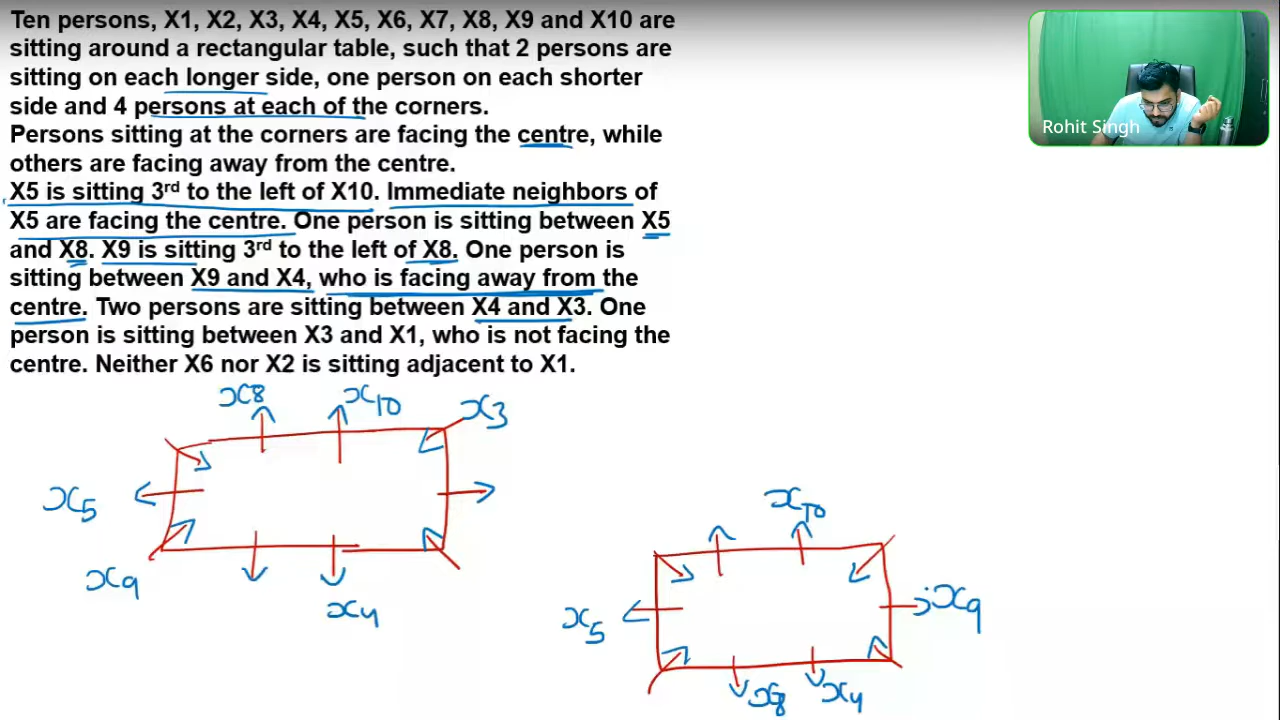 Ten persons, X1, X2, X3, X4, X5, X6, X7, X8, X9 and X10 are
sitting around a rectangular table, such that 2 persons are
sitting on each longer side, one person on each shorter
side and 4 persons at each of the corners.
Persons sitting at the corners are facing the centre, while
others are facing away from the centre.
X5 is sitting 3rd to the left of X10. Immediate neighbors of
X5 are facing the centre. One person is sitting between X5
and X8. X9 is sitting 3rd to the left of X8. One person is
sitting between X9 and X4, who is facing away from the
centre. Two persons are sitting between X4 and X3. One
person is sitting between X3 and X1, who is not facing the
centre. Neither X6 nor X2 is sitting adjacent to X1.
Rohit Singh
x8 x10 x3
x5
x9
x4
x10
x5 x9
x8 x4